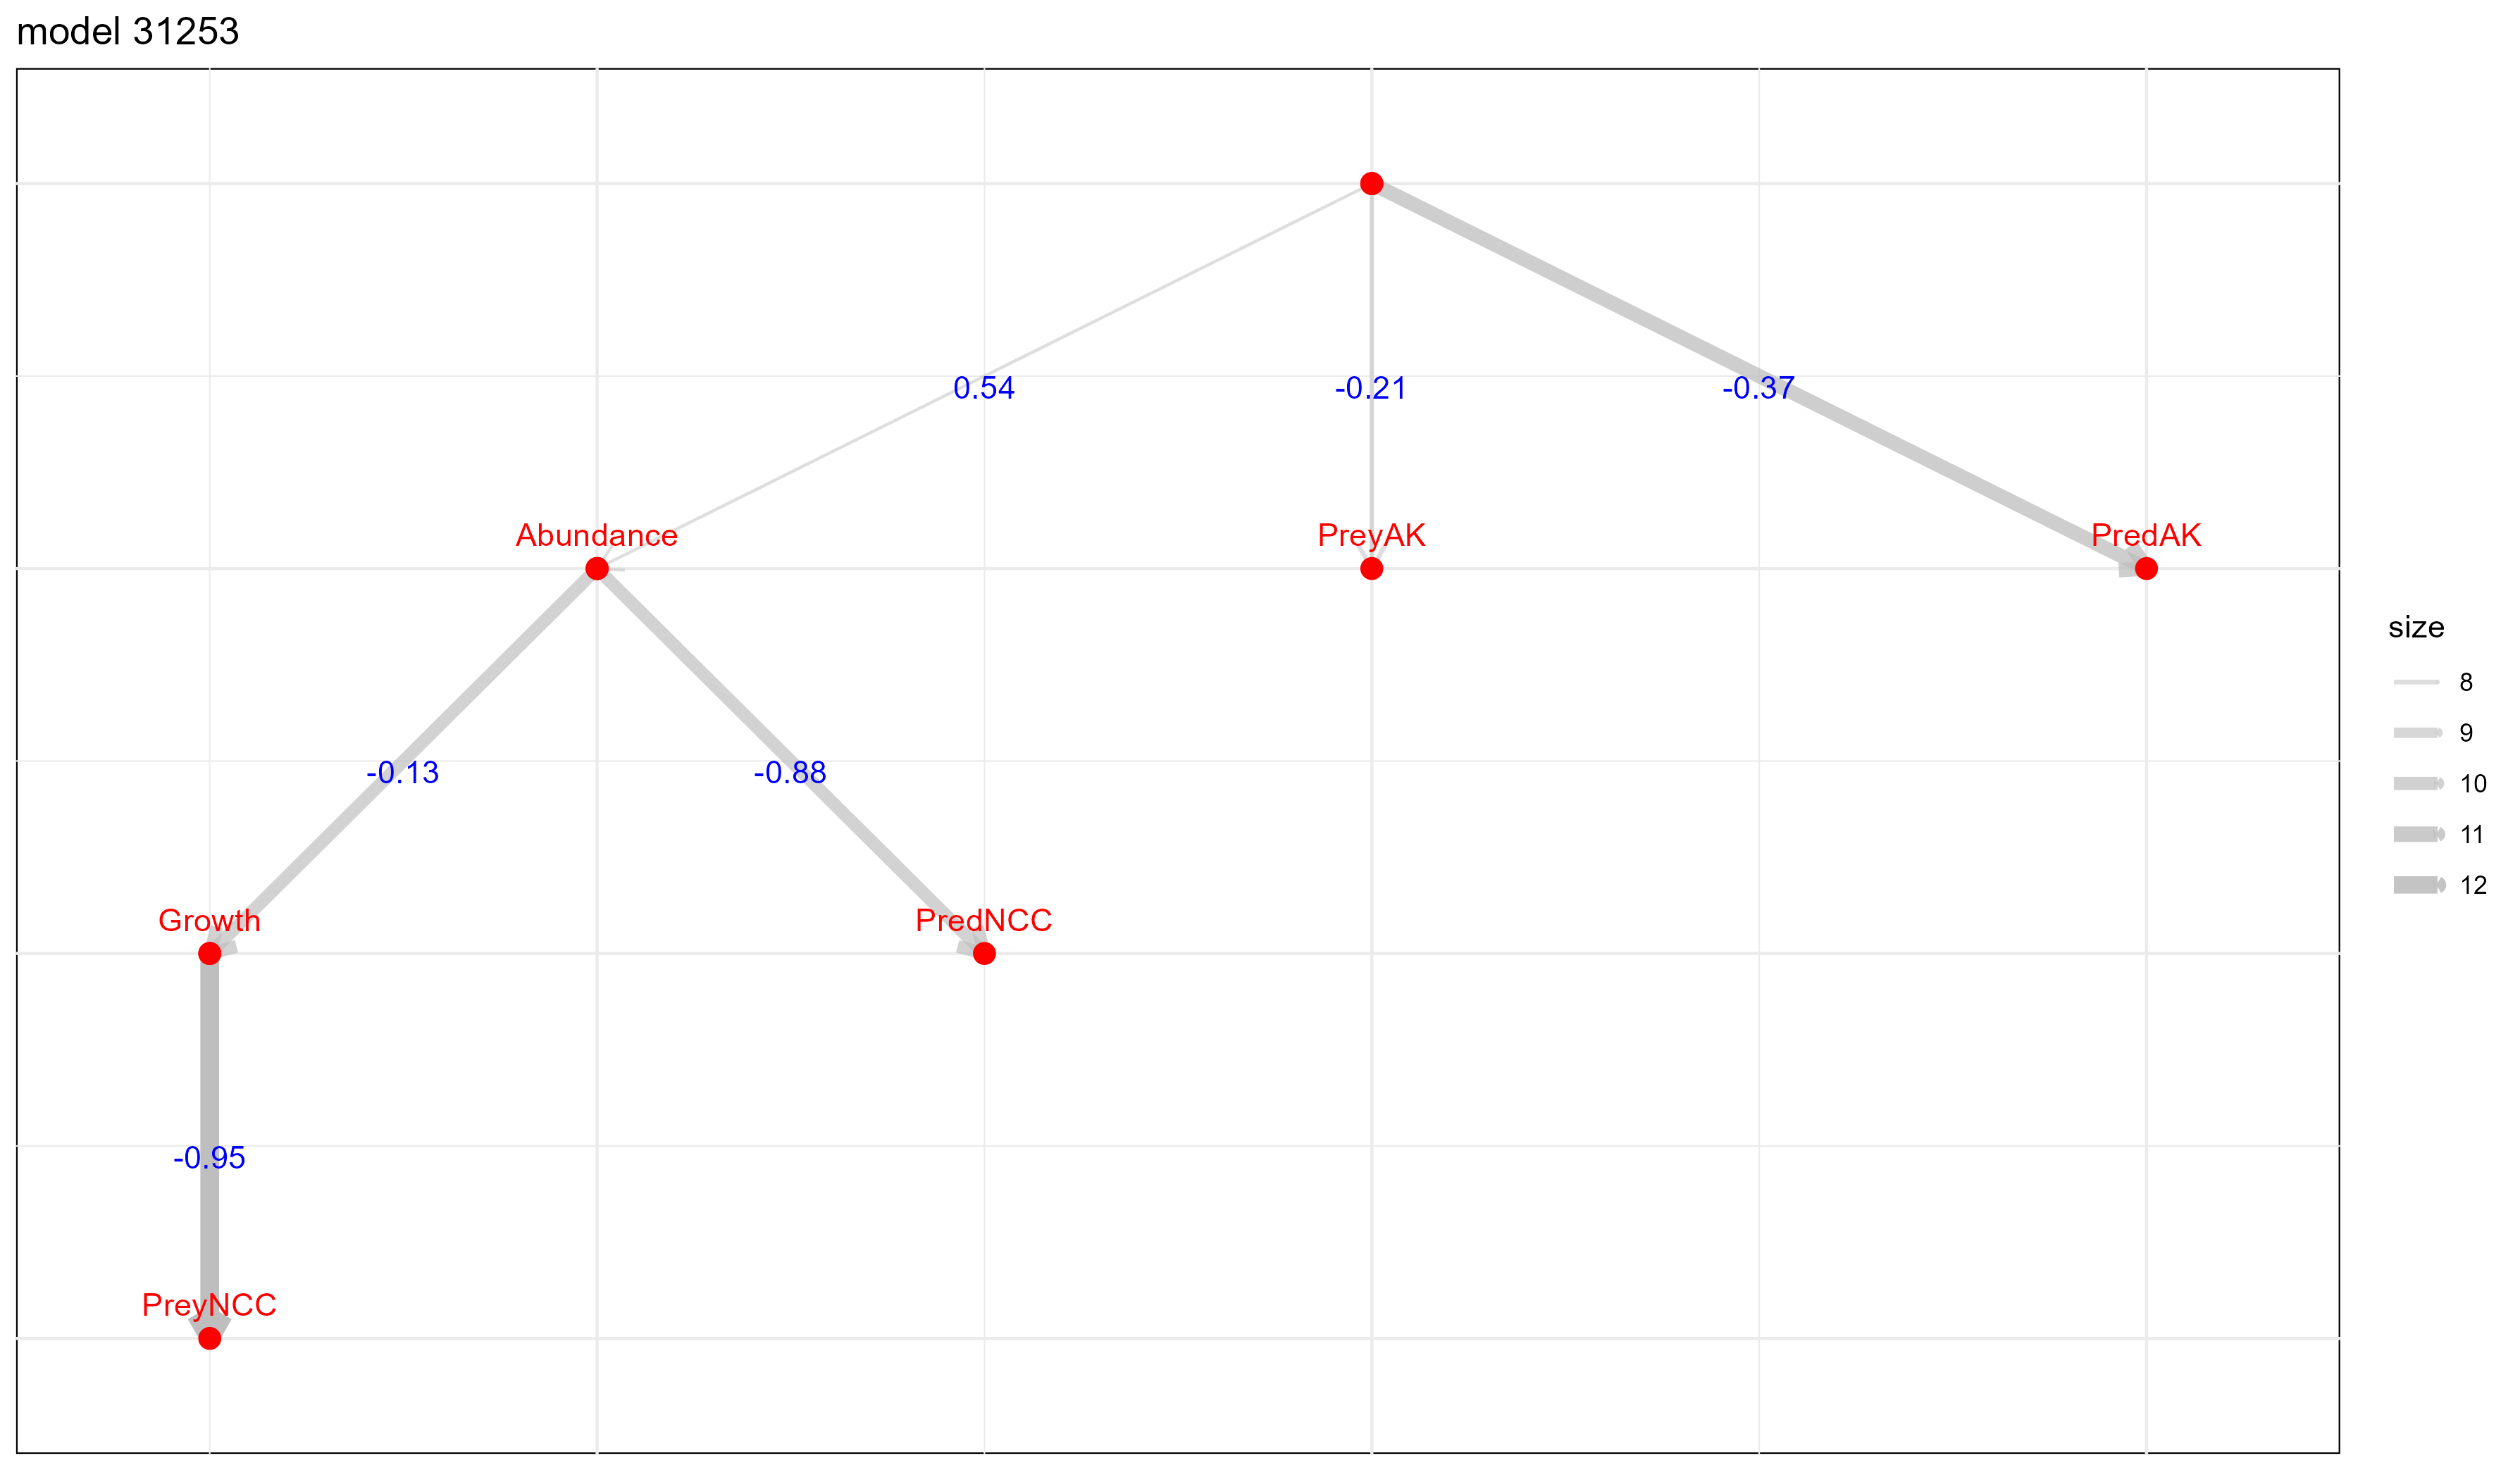 model 31253
0.54
-0.21
-0.37
Abundance
PreyAK
PredAK
size
8
9
10
11
12
-0.13
-0.88
Growth
PredNCC
-0.95
PreyNCC